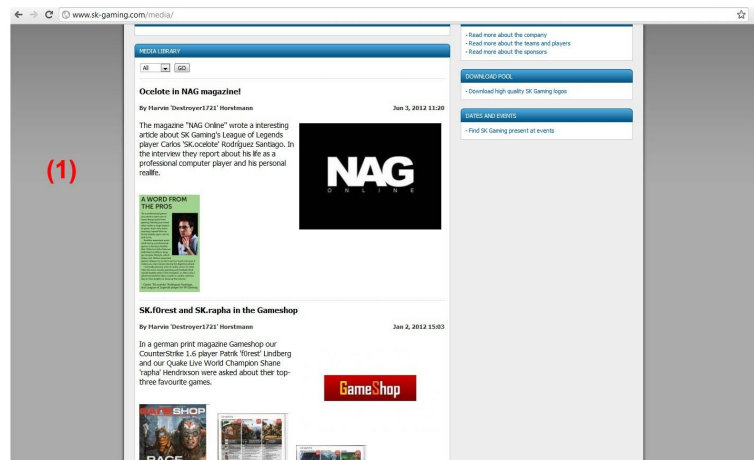 www.sk-gaming.com/media/
- Read more about the company
- Read more about the teams and players
- Read more about the sponsors
MEDIA LIBRARY
All GO
DOWNLOAD POOL
- Download high quality SK Gaming logos
Ocelote in NAG magazine!
By Marvin 'Destroyer1721' Horstmann Jun 3, 2012 11:20
DATES AND EVENTS
- Find SK Gaming present at events
The magazine "NAG Online" wrote a interesting
article about SK Gaming's League of Legends
player Carlos 'SK.ocelote' Rodríguez Santiago. In
the interview they report about his life as a
professional computer player and his personal
reallife.
NAG
ONLINE
(1)
A WORD FROM
THE PROS
SK.f0rest and SK.rapha in the Gameshop
By Marvin 'Destroyer1721' Horstmann Jan 2, 2012 15:03
In a german print magazine Gameshop our
CounterStrike 1.6 player Patrik 'f0rest' Lindberg
and our Quake Live World Champion Shane
'rapha' Hendrixson were asked about their top-
three favourite games.
GameShop
GAMESHOP
RAGE